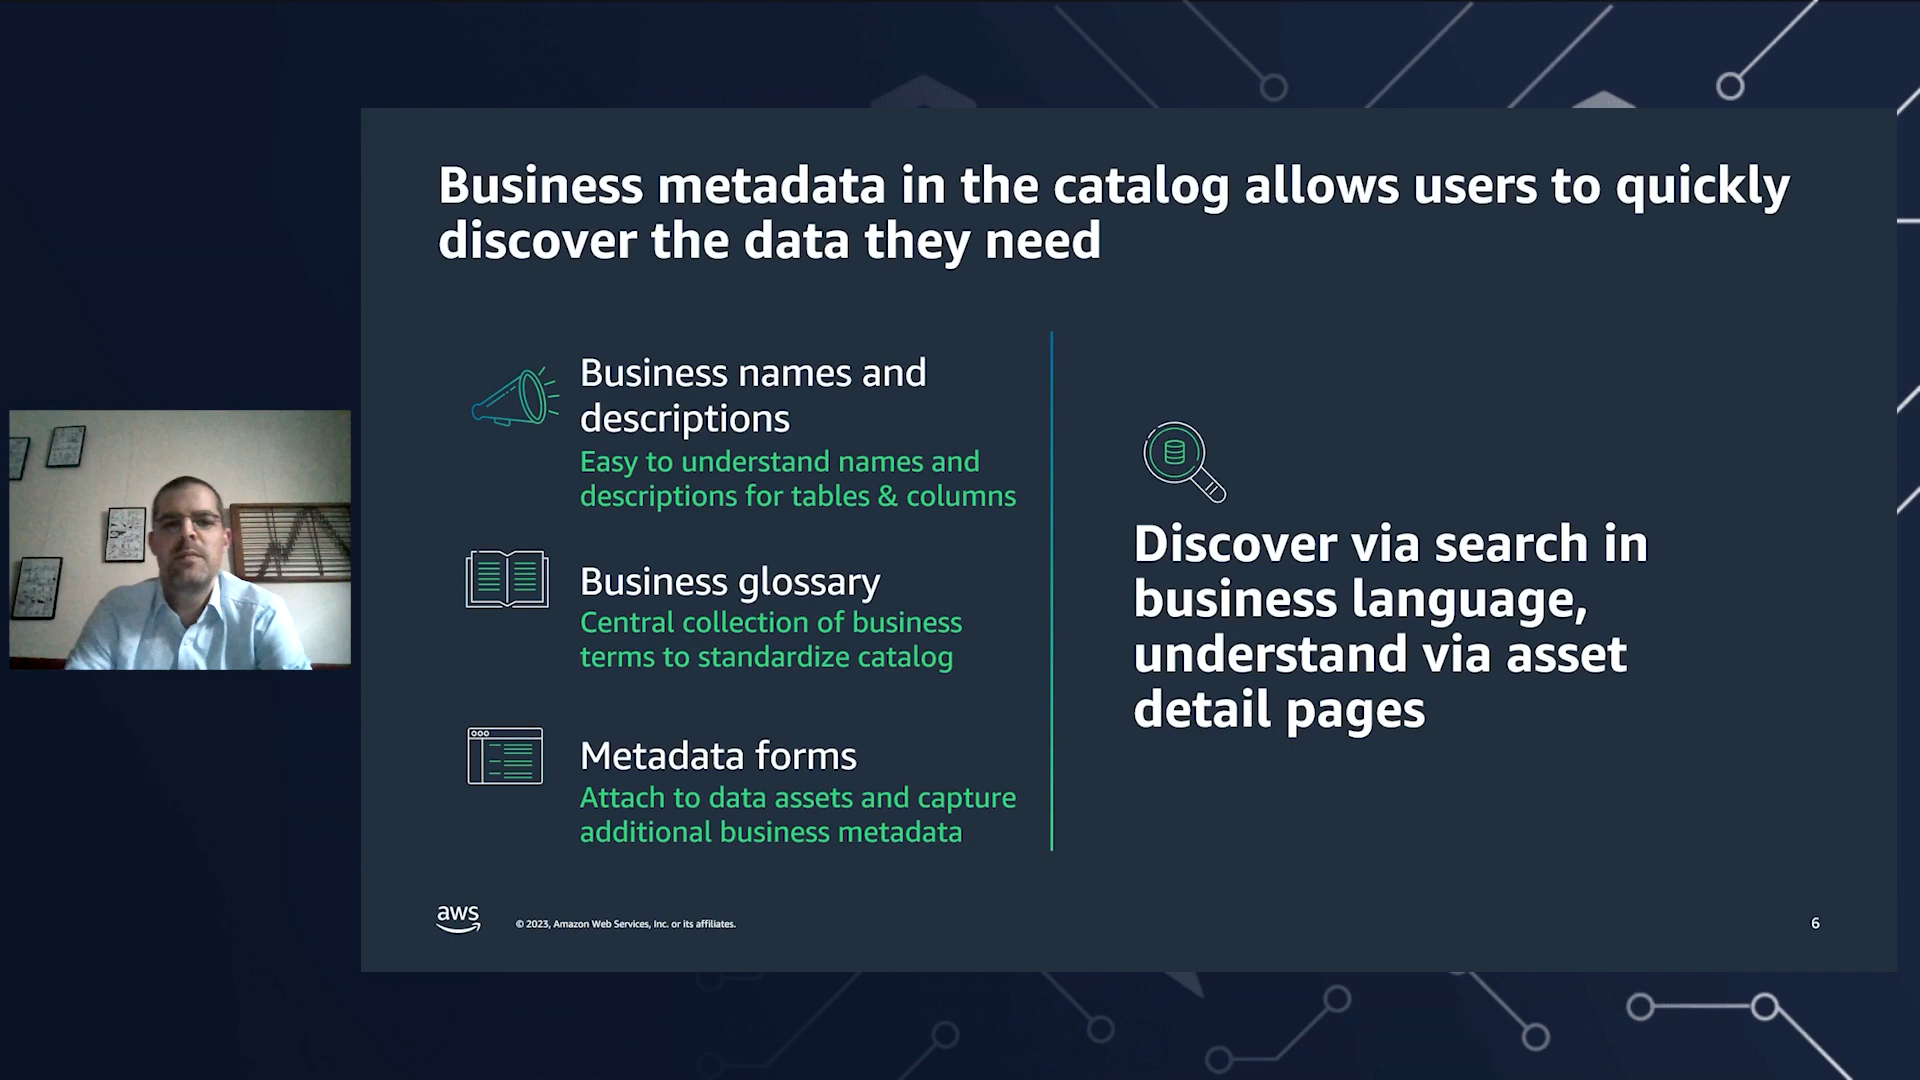 Business metadata in the catalog allows users to quickly
discover the data they need
Business names and
descriptions
Easy to understand names and
descriptions for tables & columns
Business glossary
Central collection of business
terms to standardize catalog
Metadata forms
Attach to data assets and capture
additional business metadata
Discover via search in
business language,
understand via asset
detail pages
aws
© 2023, Amazon Web Services, Inc. or its affiliates.
6